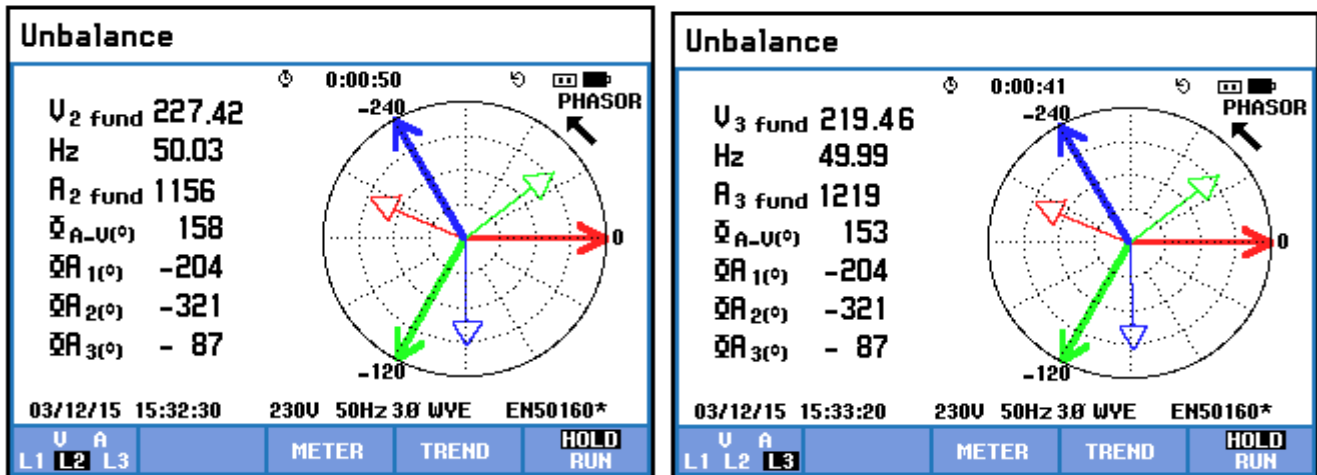 Unbalance
0:00:50
-240
PHASOR
V2 fund 227.42
Hz 50.03
A2 fund 1156
0
ΦA-V(°) 158
ΦA1(°) -204
ΦA2(°) -321
ΦA3(°) - 87
-120
03/12/15 15:32:30 230V 50Hz 3Ø WYE EN50160*
V A
L1 L2 L3
METER
TREND
HOLD
RUN
Unbalance
0:00:41
-240
PHASOR
V3 fund 219.46
Hz 49.99
A3 fund 1219
0
ΦA-V(°) 153
ΦA1(°) -204
ΦA2(°) -321
ΦA3(°) - 87
-120
03/12/15 15:33:20 230V 50Hz 3Ø WYE EN50160*
V A
L1 L2 L3
METER
TREND
HOLD
RUN